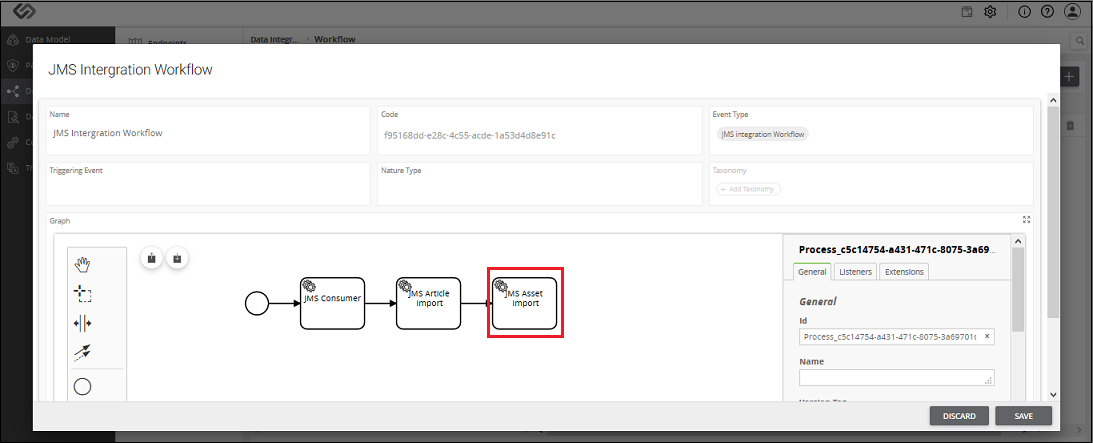 Data Model
Endpoints
Data Integr... › Workflow
JMS Intergration Workflow
Name
JMS Intergration Workflow
Code
f95168dd-e28c-4c55-acde-1a53d4d8e91c
Event Type
JMS integration Workflow
Triggering Event
Nature Type
Taxonomy
+ Add Taxonomy
Graph
JMS Consumer
JMS Article
import
JMS Asset
import
Process_c5c14754-a431-471c-8075-3a69...
General
Listeners
Extensions
General
Id
Process_c5c14754-a431-471c-8075-3a69701c
Name
Version Tag
DISCARD
SAVE